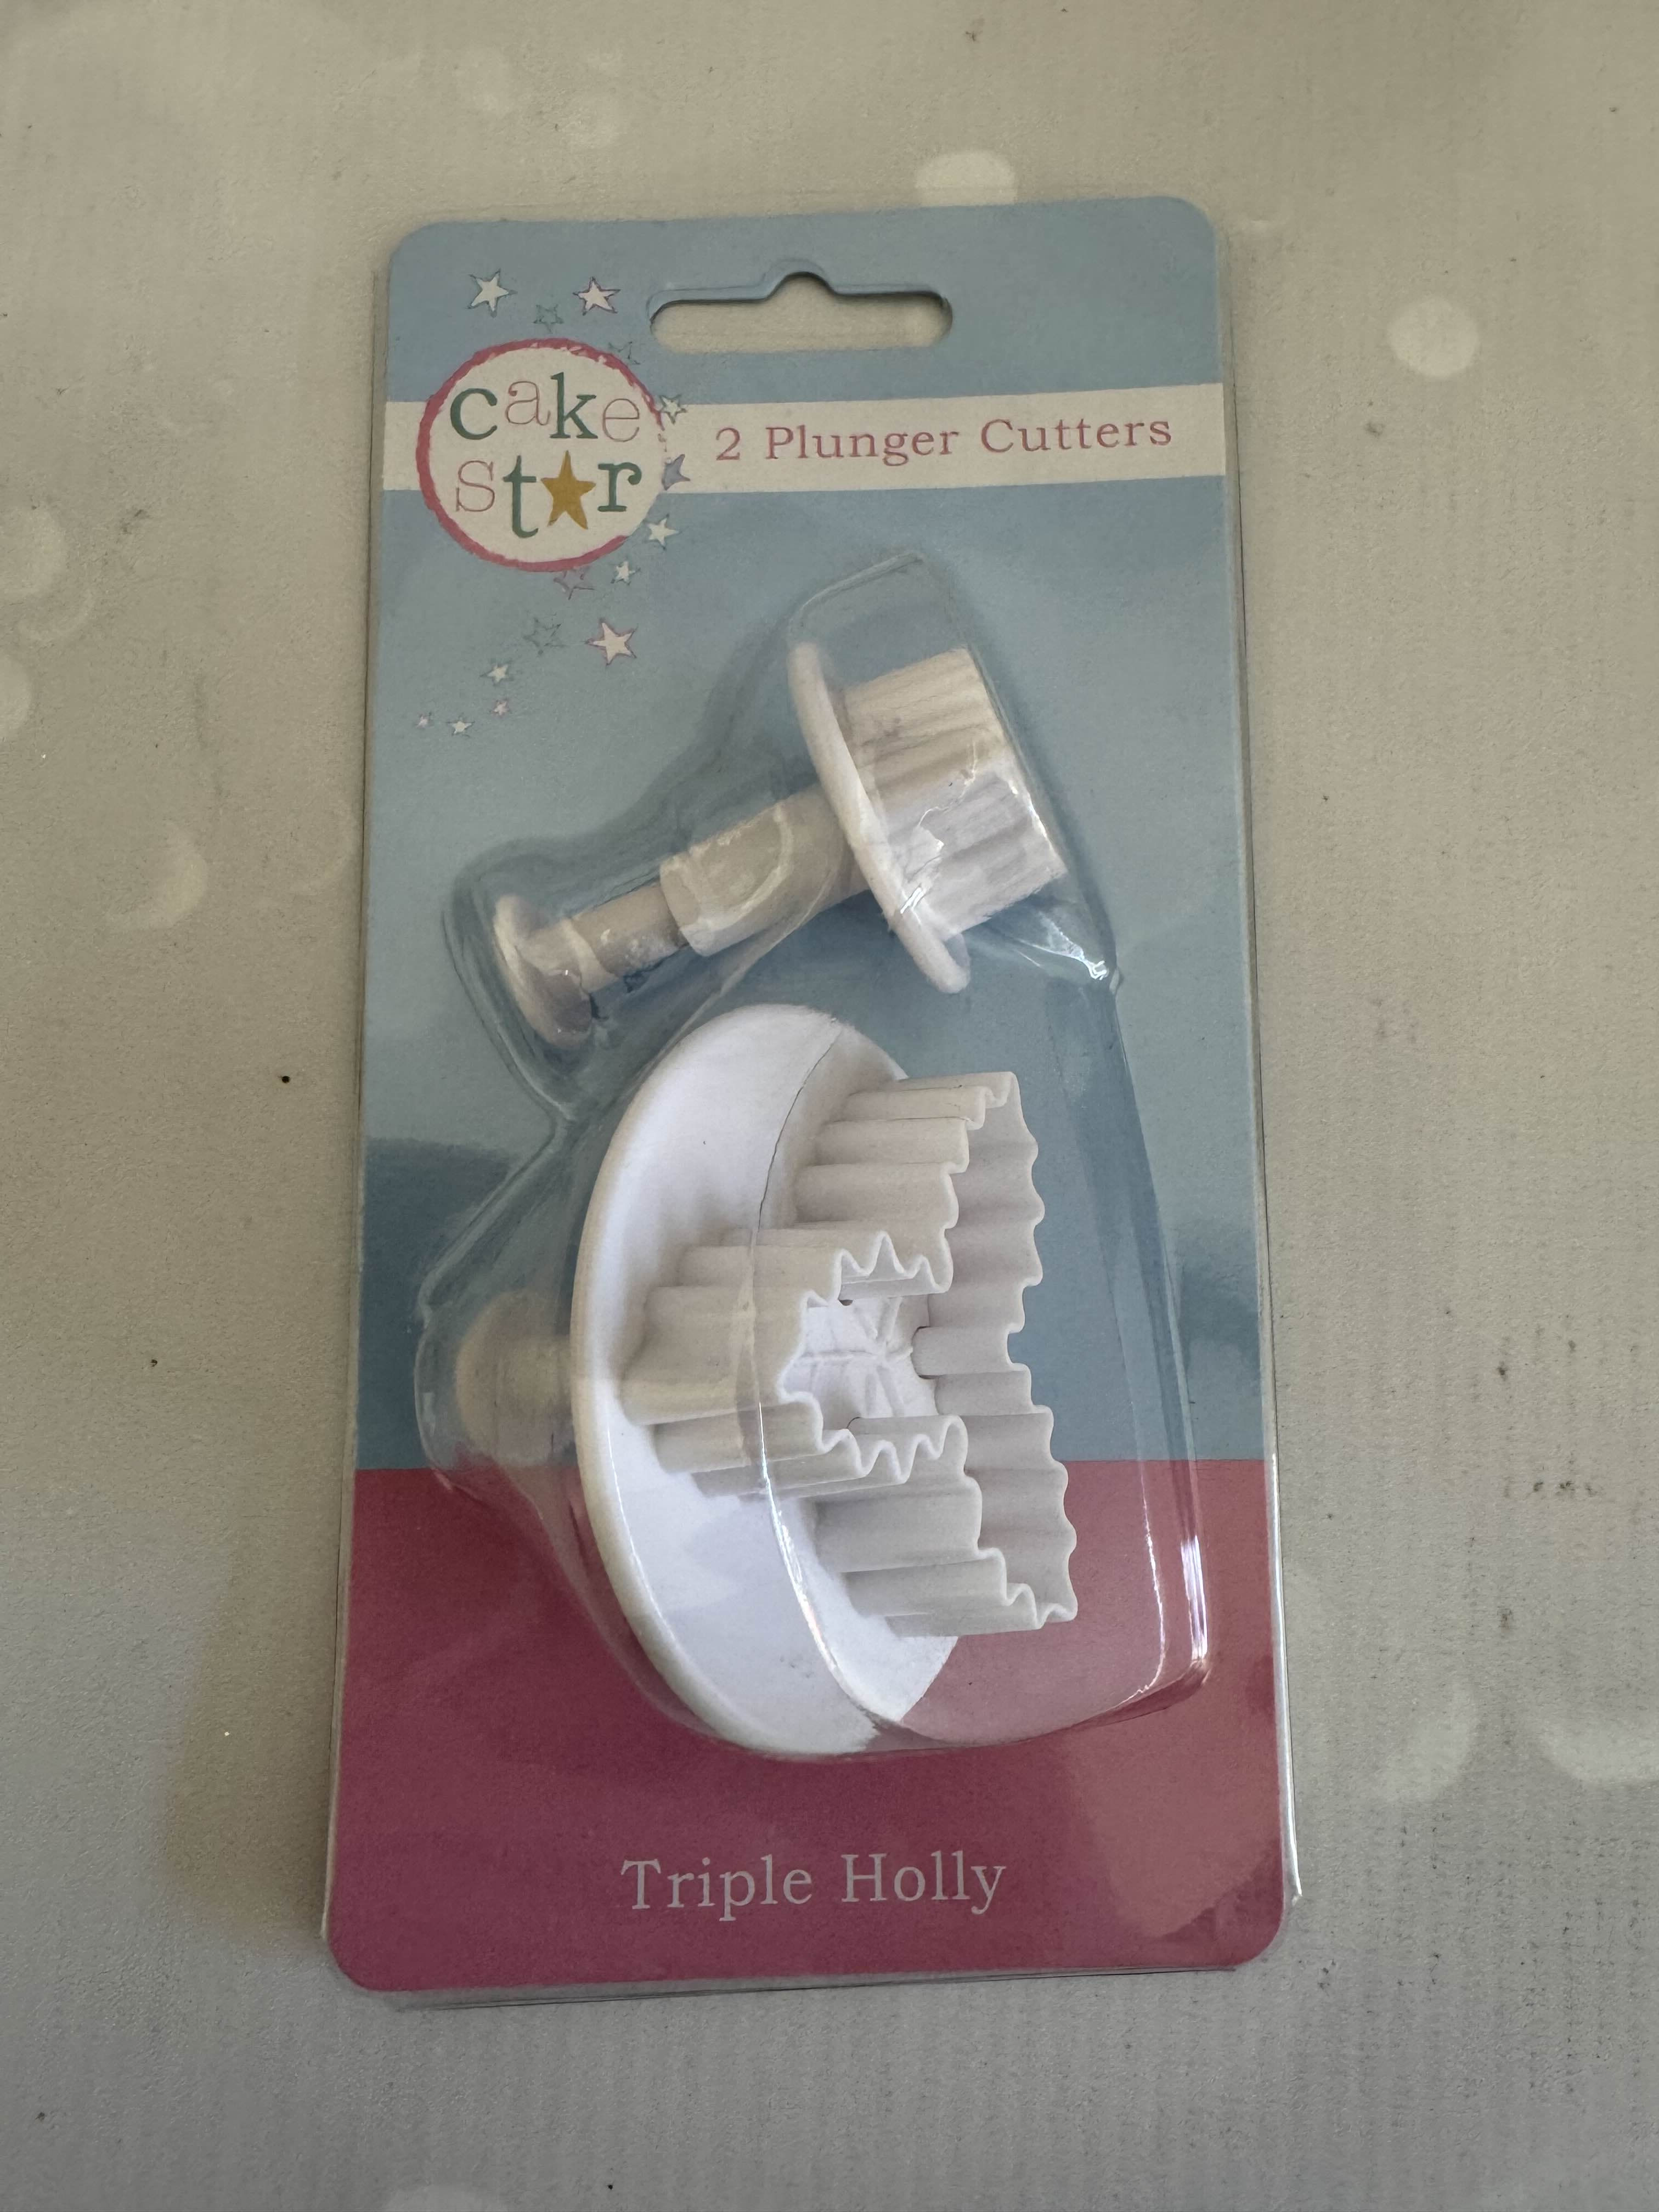 cake
star
2 Plunger Cutters
Triple Holly